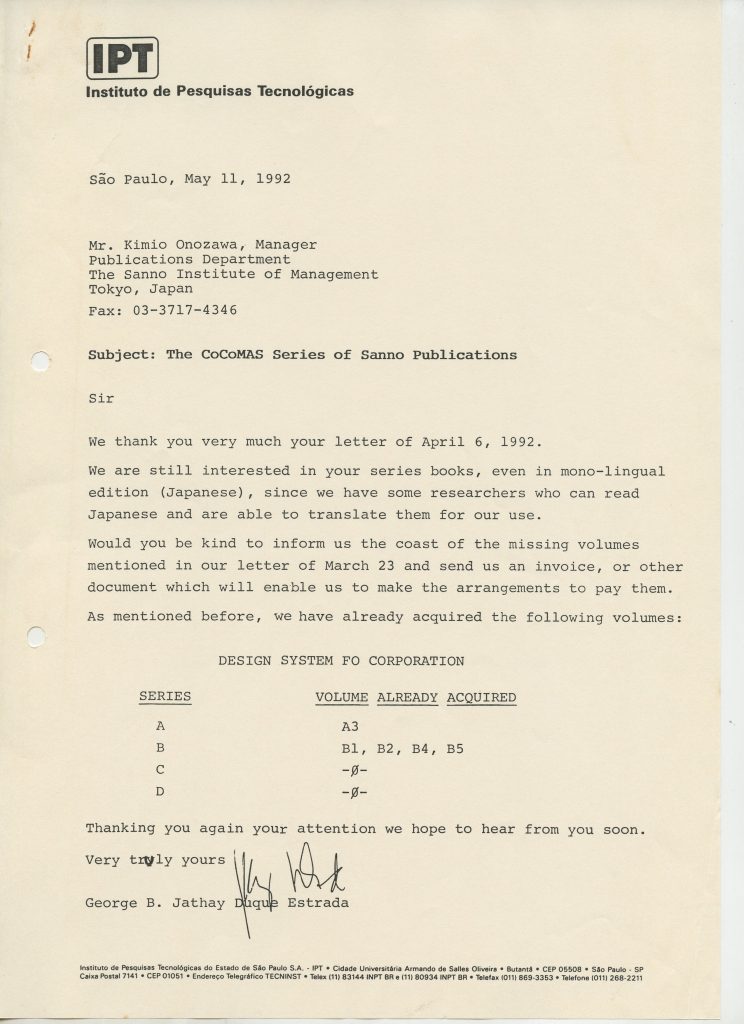 IPT
Instituto de Pesquisas Tecnológicas
São Paulo, May 11, 1992
Mr. Kimio Onozawa, Manager
Publications Department
The Sanno Institute of Management
Tokyo, Japan
Fax: 03-3717-4346
Subject: The CoCoMAS Series of Sanno Publications
Sir
We thank you very much your letter of April 6, 1992.
We are still interested in your series books, even in mono-lingual
edition (Japanese), since we have some researchers who can read
Japanese and are able to translate them for our use.
Would you be kind to inform us the coast of the missing volumes
mentioned in our letter of March 23 and send us an invoice, or other
document which will enable us to make the arrangements to pay them.
As mentioned before, we have already acquired the following volumes:
DESIGN SYSTEM FO CORPORATION
SERIES VOLUME ALREADY ACQUIRED
A A3
B B1, B2, B4, B5
C -Ø-
D -Ø-
Thanking you again your attention we hope to hear from you soon.
Very truly yours
George B. Jathay Duque Estrada
Instituto de Pesquisas Tecnológicas do Estado de São Paulo S.A. - IPT • Cidade Universitária Armando de Salles Oliveira • Butantã • CEP 05508 • São Paulo - SP
Caixa Postal 7141 • CEP 01051 • Endereço Telegráfico TECNINST • Telex (11) 83144 INPT BR e (11) 80934 INPT BR • Telefax (011) 869-3353 • Telefone (011) 268-2211